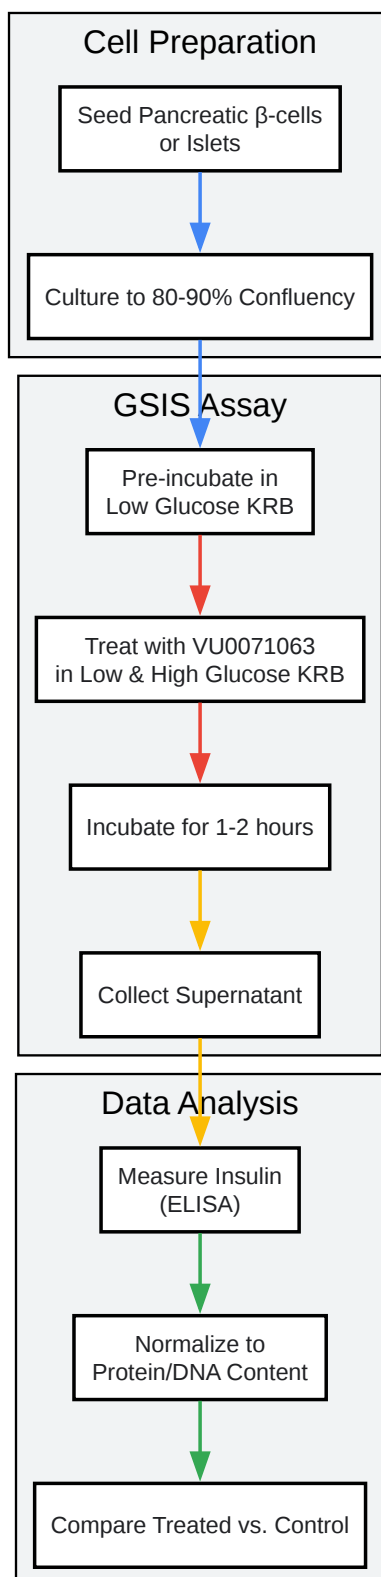 Cell Preparation
Seed Pancreatic β-cells
or Islets
Culture to 80-90% Confluency
GSIS Assay
Pre-incubate in
Low Glucose KRB
Treat with VU0071063
in Low & High Glucose KRB
Incubate for 1-2 hours
Collect Supernatant
Data Analysis
Measure Insulin
(ELISA)
Normalize to
Protein/DNA Content
Compare Treated vs. Control